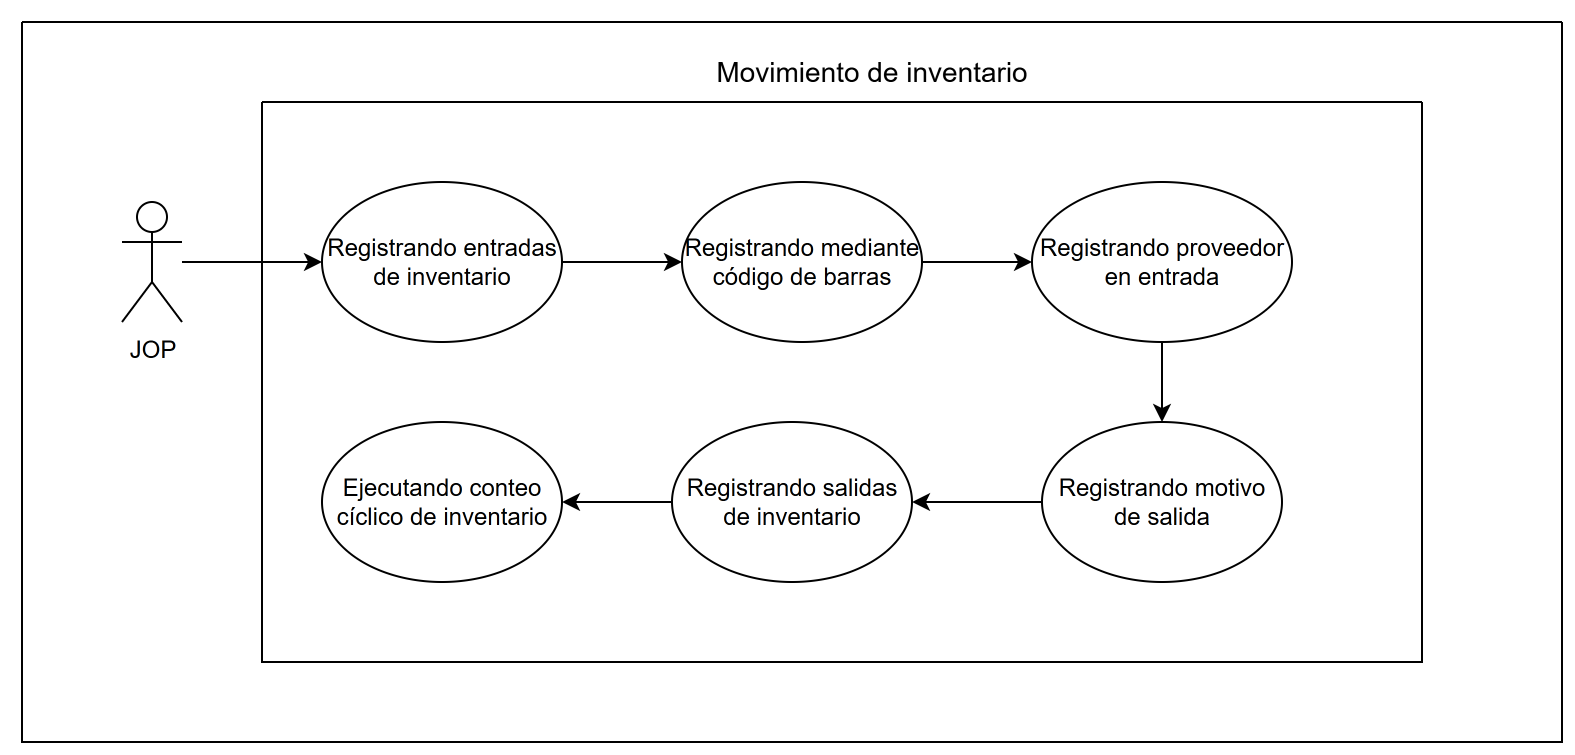 Movimiento de inventario
JOP
Registrando entradas
de inventario
Registrando mediante
código de barras
Registrando proveedor
en entrada
Registrando motivo
de salida
Registrando salidas
de inventario
Ejecutando conteo
cíclico de inventario